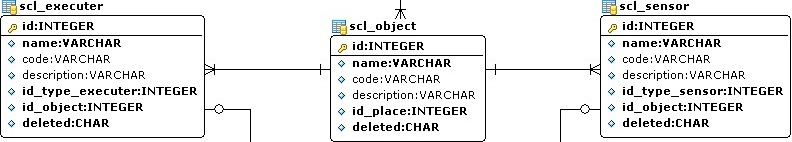 scl_executer
id:INTEGER
name:VARCHAR
code:VARCHAR
description:VARCHAR
id_type_executer:INTEGER
id_object:INTEGER
deleted:CHAR
scl_object
id:INTEGER
name:VARCHAR
code:VARCHAR
description:VARCHAR
id_place:INTEGER
deleted:CHAR
scl_sensor
id:INTEGER
name:VARCHAR
code:VARCHAR
description:VARCHAR
id_type_sensor:INTEGER
id_object:INTEGER
deleted:CHAR